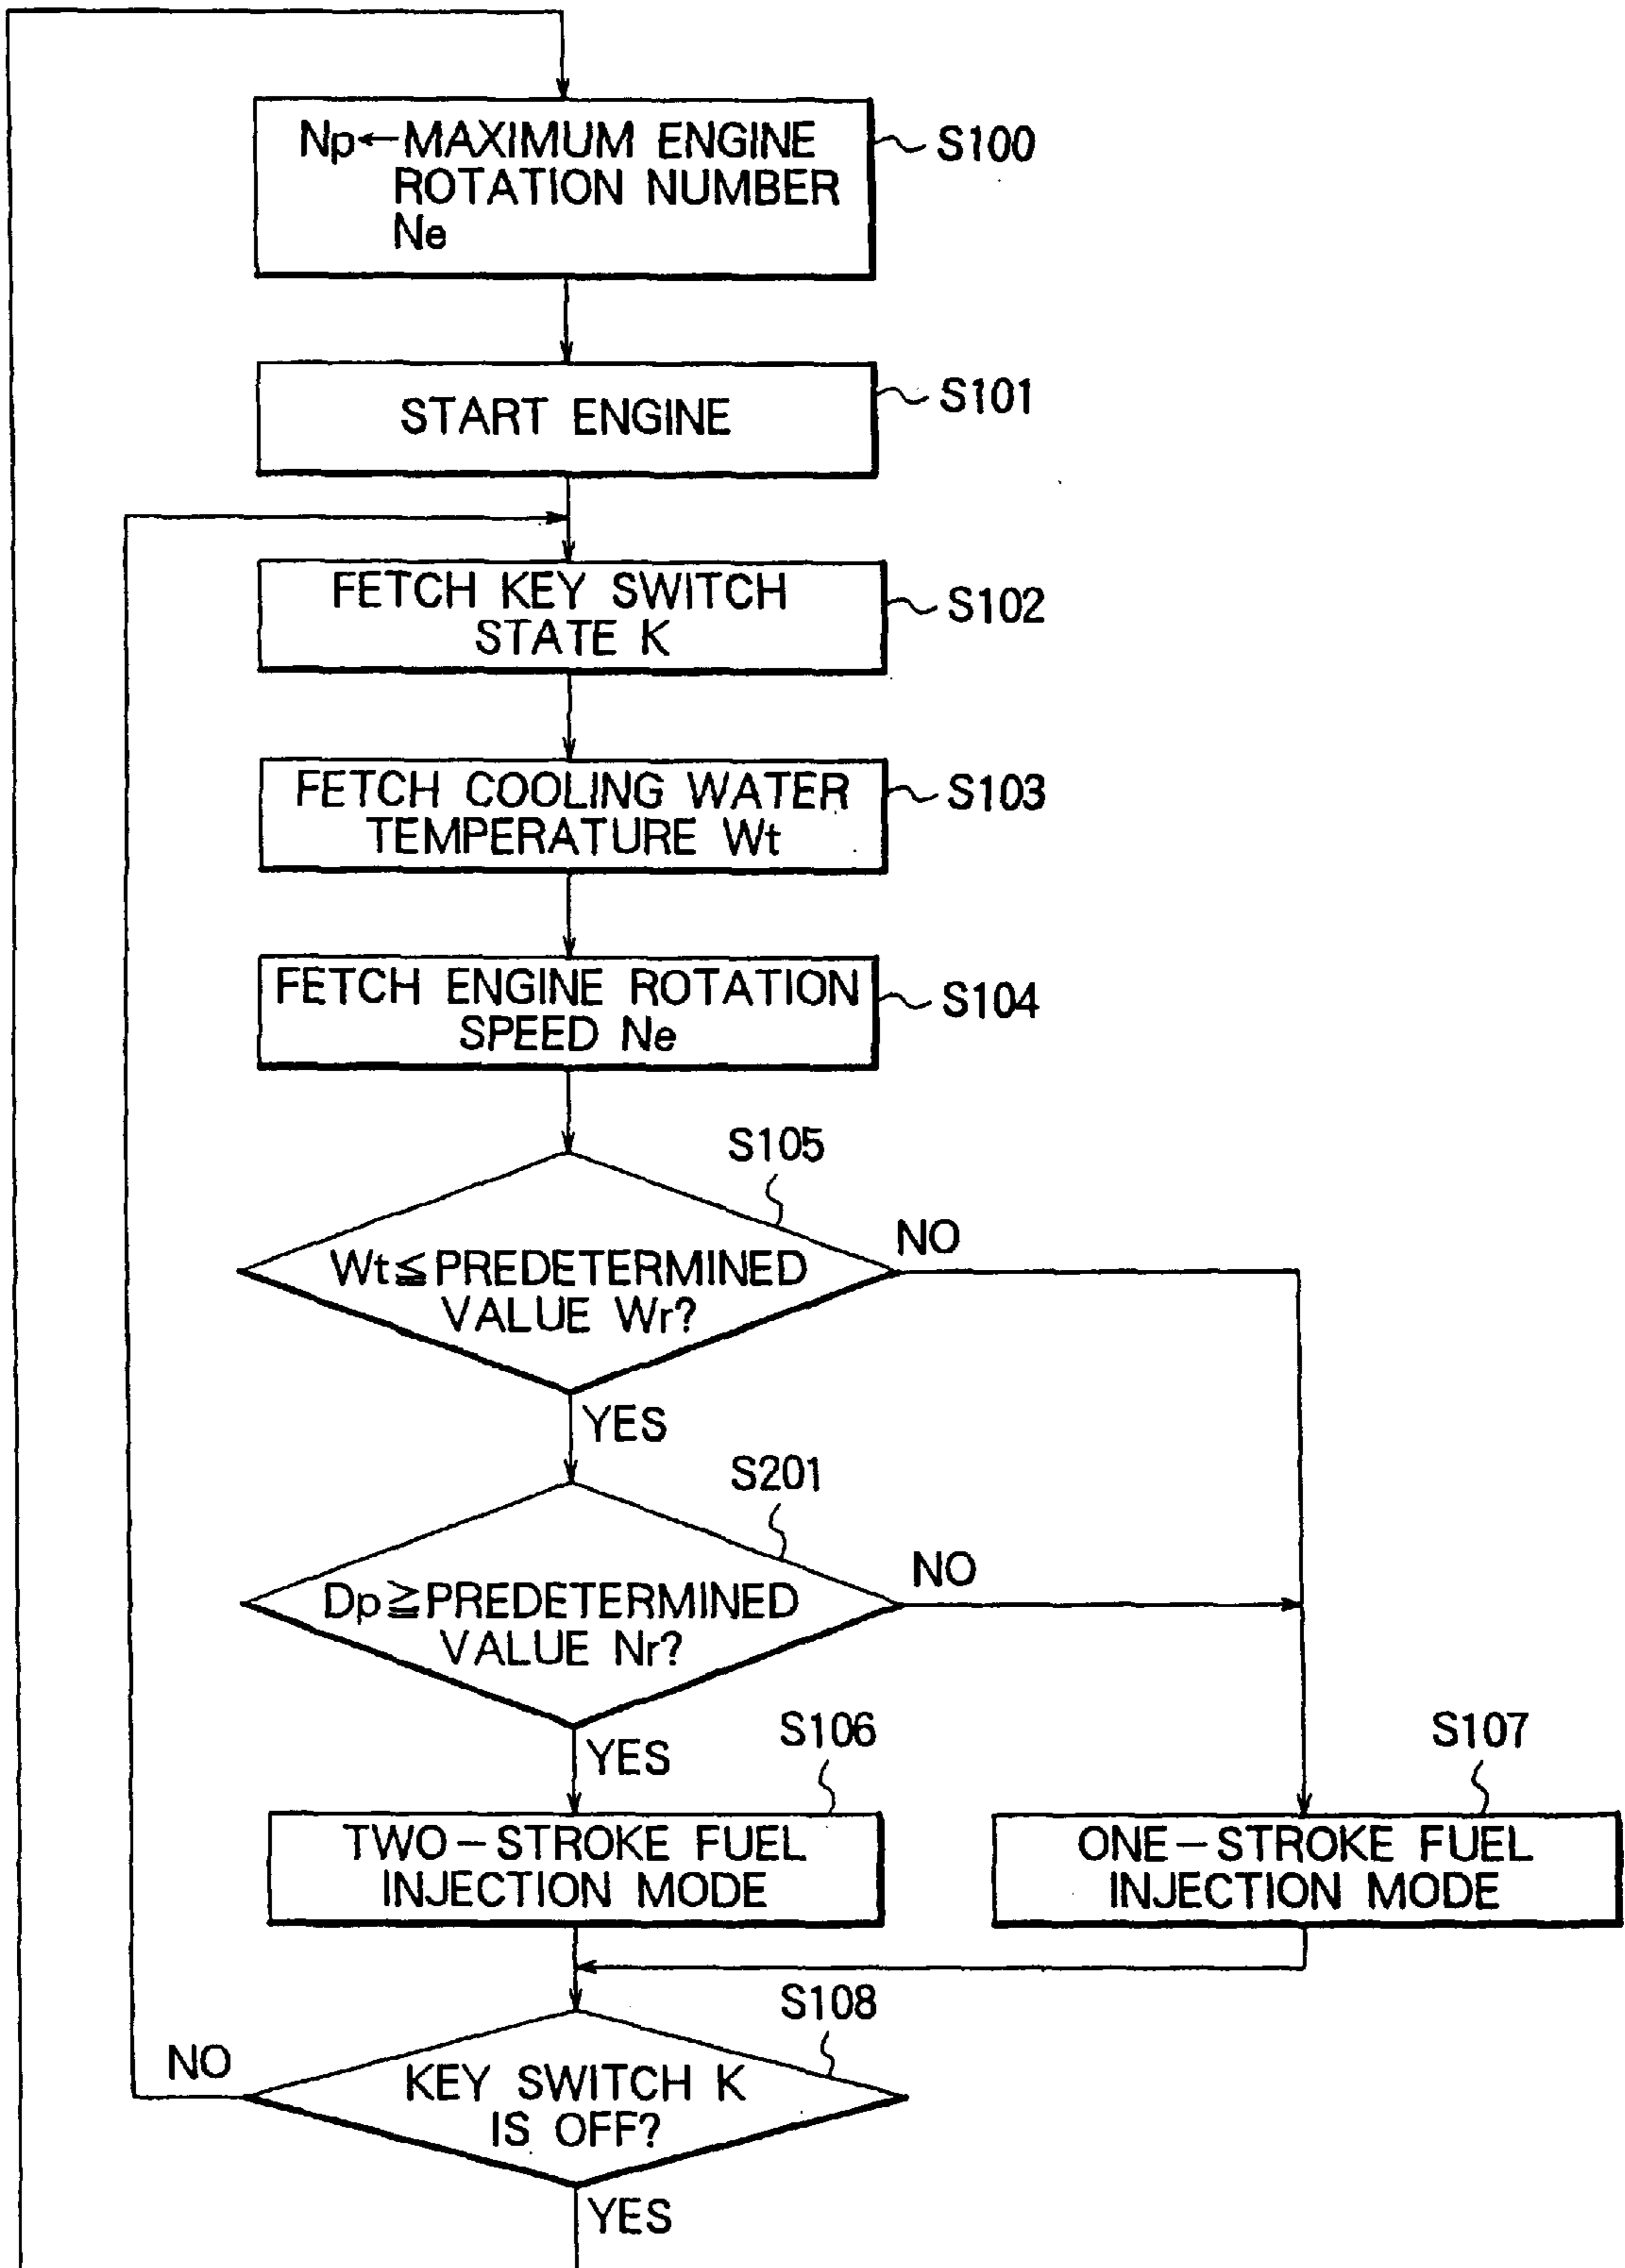 Np←MAXIMUM ENGINE
ROTATION NUMBER
Ne
S100
START ENGINE
S101
FETCH KEY SWITCH
STATE K
S102
FETCH COOLING WATER
TEMPERATURE Wt
S103
FETCH ENGINE ROTATION
SPEED Ne
S104
S105
Wt≦PREDETERMINED
VALUE Wr?
NO
YES
S201
Dp≧PREDETERMINED
VALUE Nr?
NO
YES
S106
TWO-STROKE FUEL
INJECTION MODE
S107
ONE-STROKE FUEL
INJECTION MODE
S108
KEY SWITCH K
IS OFF?
NO
YES